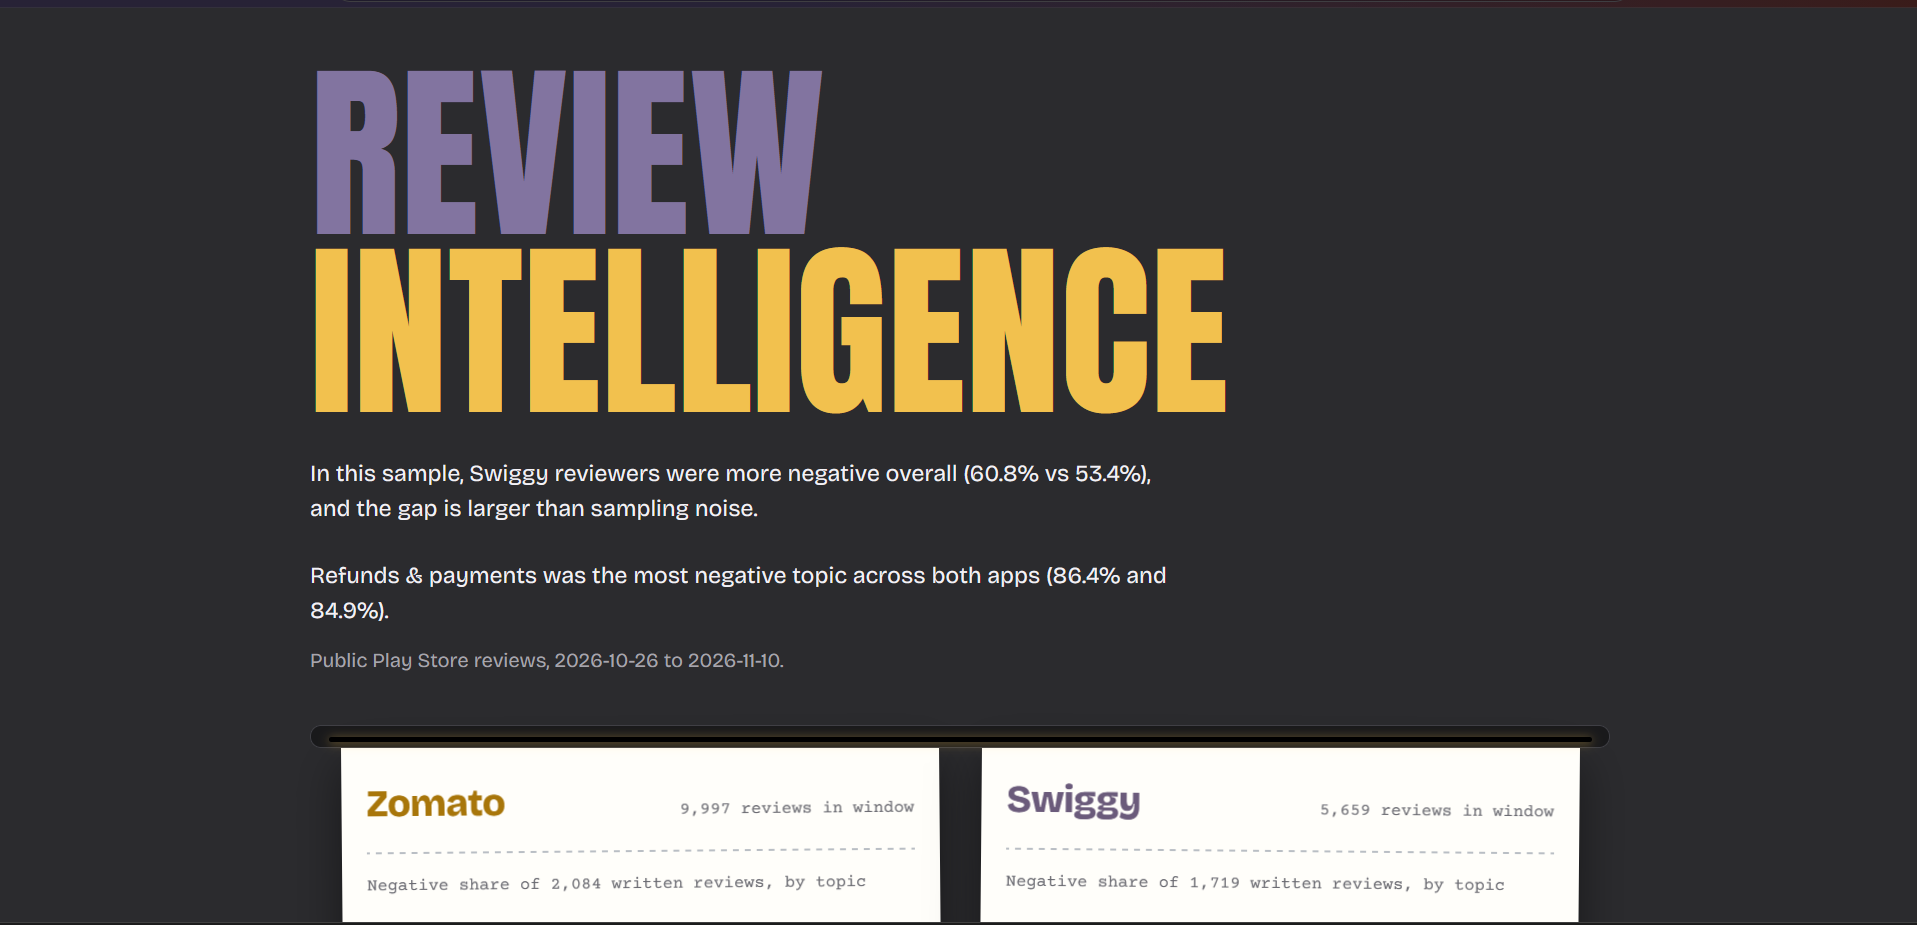 REVIEW
INTELLIGENCE
In this sample, Swiggy reviewers were more negative overall (60.8% vs 53.4%),
and the gap is larger than sampling noise.
Refunds & payments was the most negative topic across both apps (86.4% and
84.9%).
Public Play Store reviews, 2026-10-26 to 2026-11-10.
Zomato
9,997 reviews in window
Negative share of 2,084 written reviews, by topic
Swiggy
5,659 reviews in window
Negative share of 1,719 written reviews, by topic